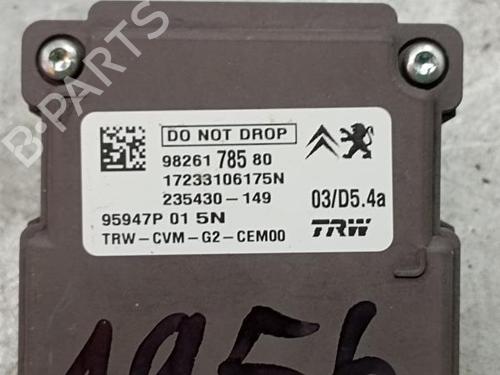 B-PARTS
DO NOT DROP
98261 785 80
17233106175N
235430-149
03/D5.4a
95947P 01 5N
TRW-CVM-G2-CEM00
TRW
1956